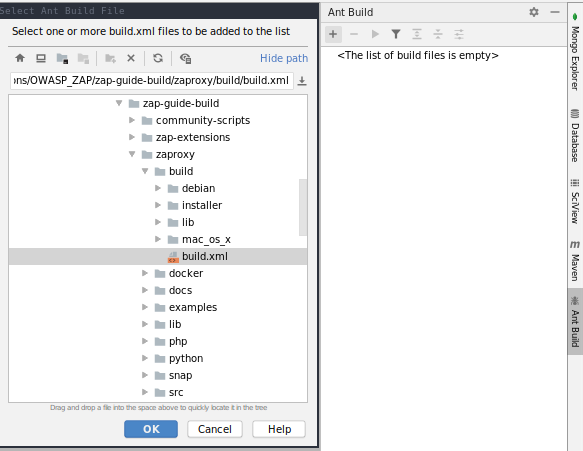 Select Ant Build File
Select one or more build.xml files to be added to the list
Hide path
ons/OWASP_ZAP/zap-guide-build/zaproxy/build/build.xml
zap-guide-build
community-scripts
zap-extensions
zaproxy
build
debian
installer
lib
mac_os_x
build.xml
docker
docs
examples
lib
php
python
snap
src
Drag and drop a file into the space above to quickly locate it in the tree
OK
Cancel
Help
Ant Build
<The list of build files is empty>
Mongo Explorer
Database
SciView
m
Maven
Ant Build